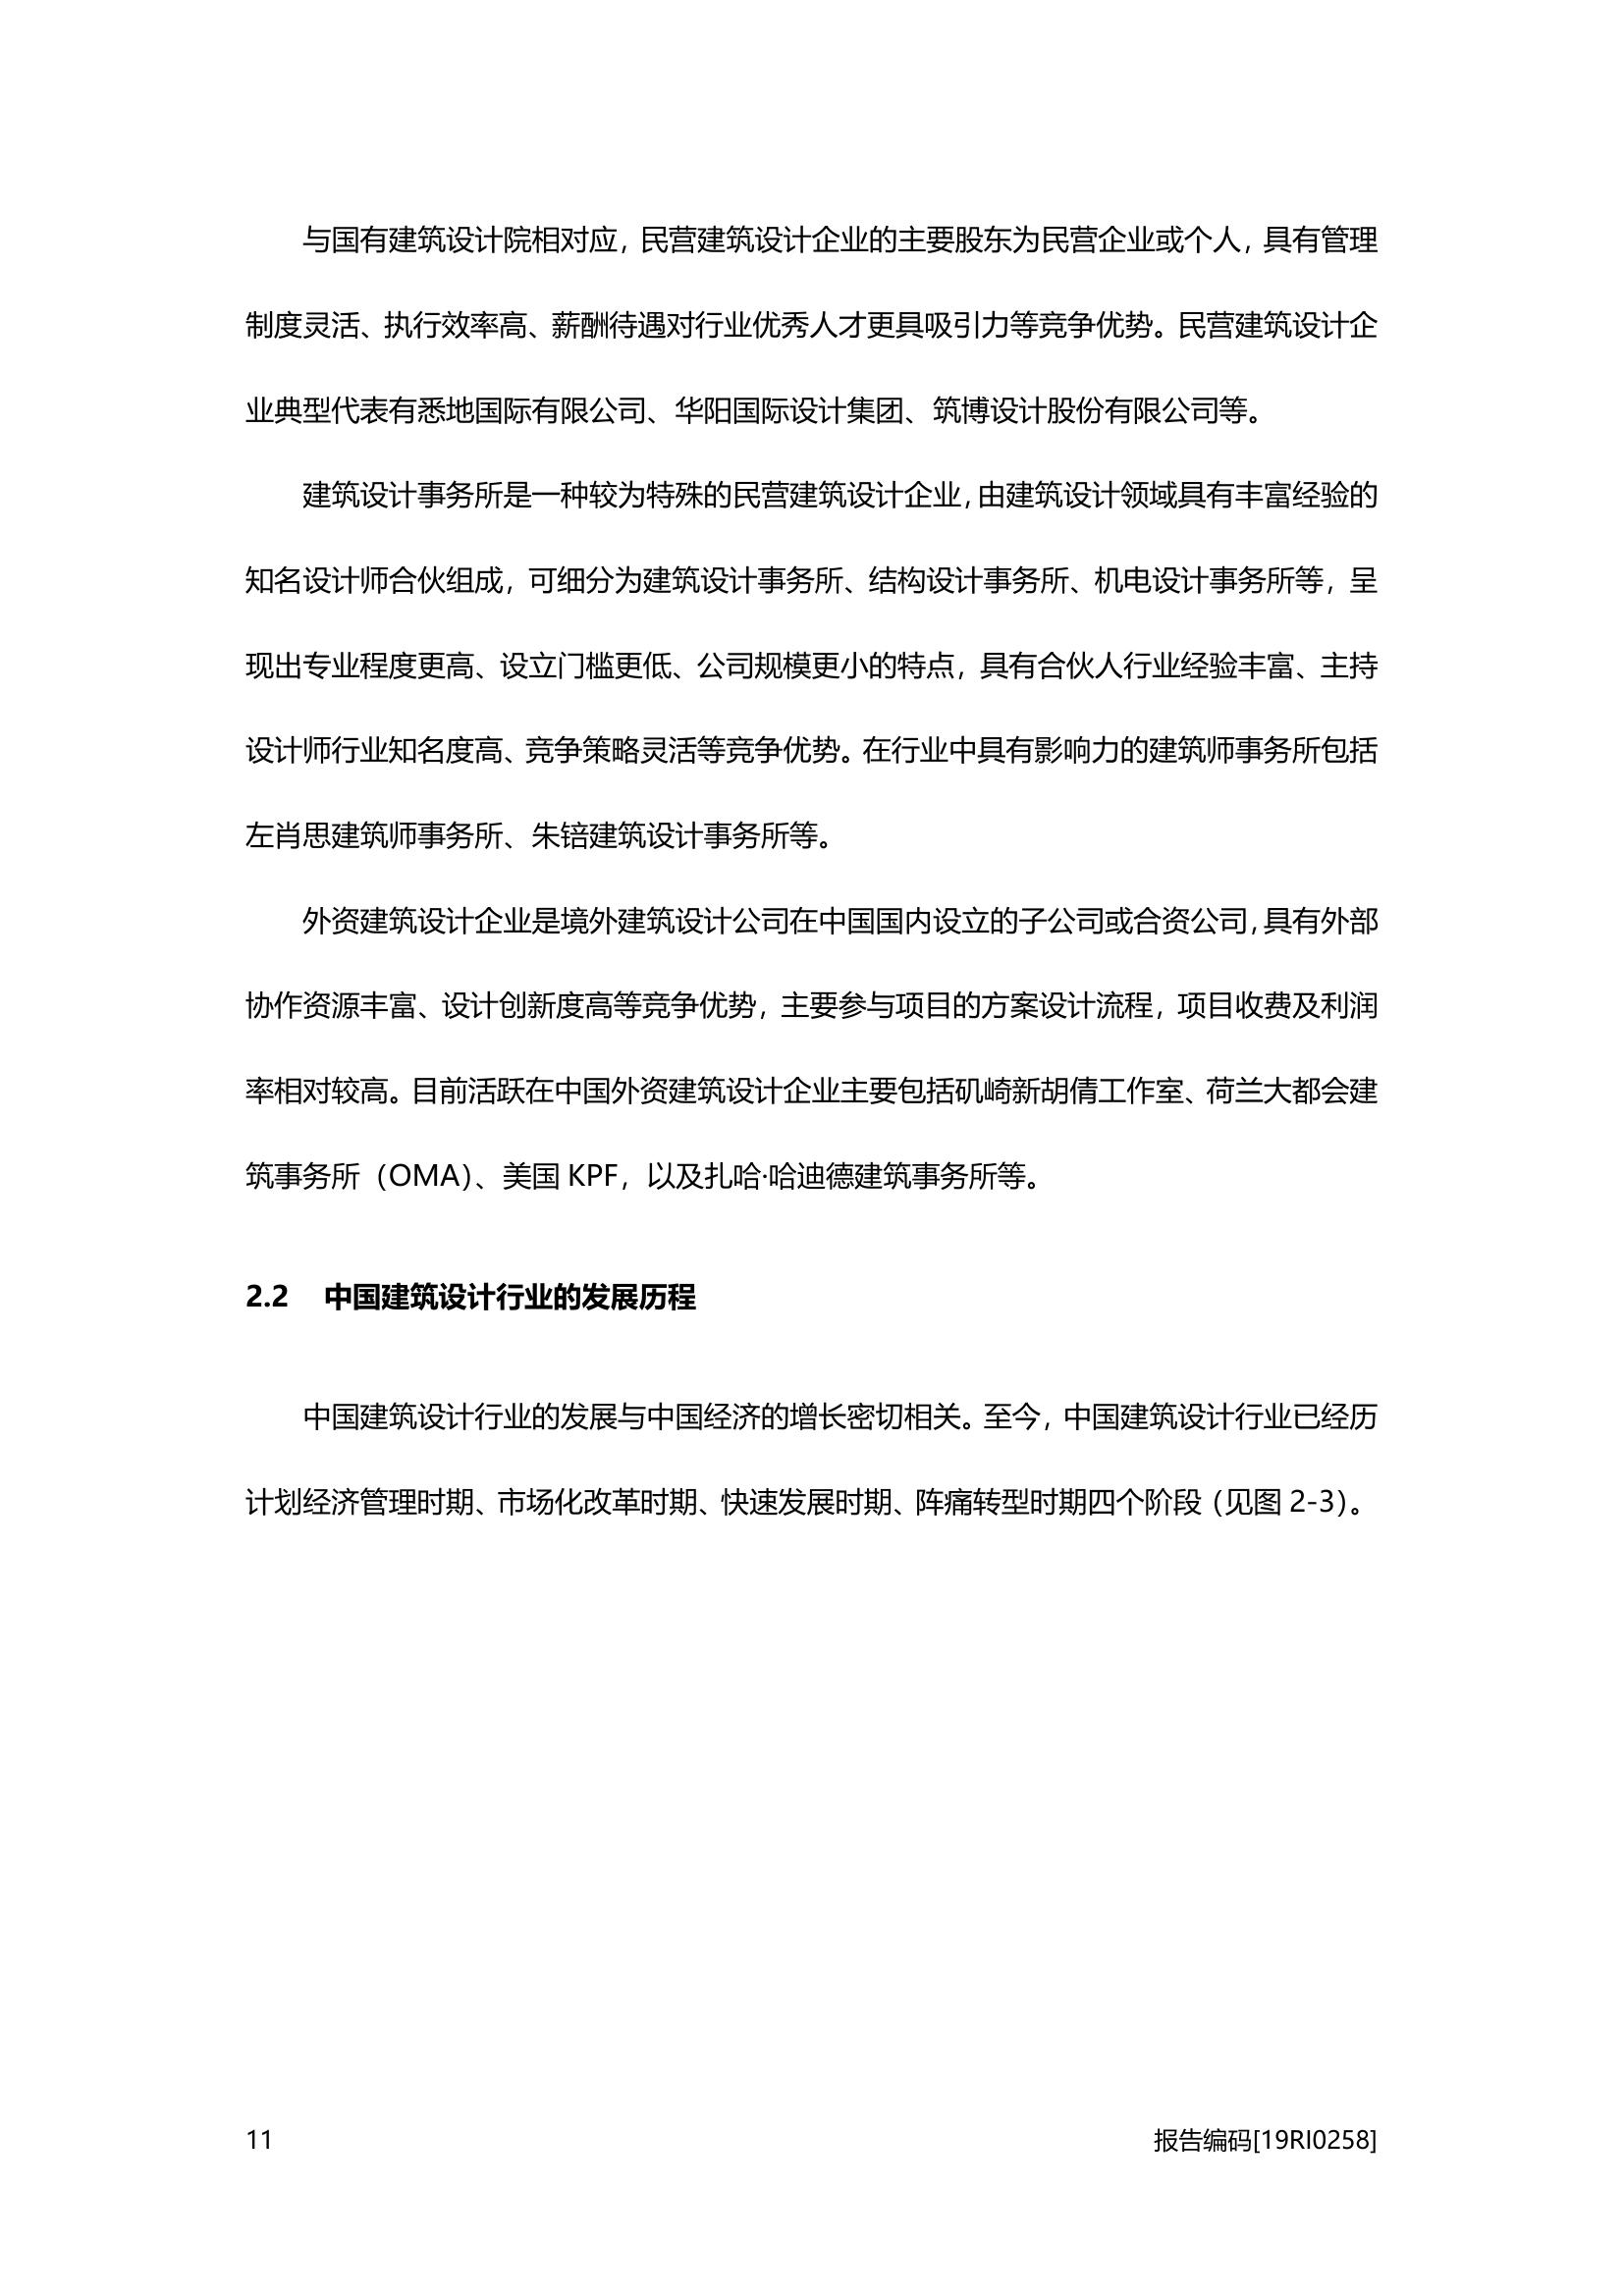 与国有建筑设计院相对应，民营建筑设计企业的主要股东为民营企业或个人，具有管理
制度灵活、执行效率高、薪酬待遇对行业优秀人才更具吸引力等竞争优势。民营建筑设计企
业典型代表有悉地国际有限公司、华阳国际设计集团、筑博设计股份有限公司等。
建筑设计事务所是一种较为特殊的民营建筑设计企业，由建筑设计领域具有丰富经验的
知名设计师合伙组成，可细分为建筑设计事务所、结构设计事务所、机电设计事务所等，呈
现出专业程度更高、设立门槛更低、公司规模更小的特点，具有合伙人行业经验丰富、主持
设计师行业知名度高、竞争策略灵活等竞争优势。在行业中具有影响力的建筑师事务所包括
左肖思建筑师事务所、朱锫建筑设计事务所等。
外资建筑设计企业是境外建筑设计公司在中国国内设立的子公司或合资公司，具有外部
协作资源丰富、设计创新度高等竞争优势，主要参与项目的方案设计流程，项目收费及利润
率相对较高。目前活跃在中国外资建筑设计企业主要包括矶崎新胡倩工作室、荷兰大都会建
筑事务所（OMA）、美国 KPF，以及扎哈·哈迪德建筑事务所等。
2.2 中国建筑设计行业的发展历程
中国建筑设计行业的发展与中国经济的增长密切相关。至今，中国建筑设计行业已经历
计划经济管理时期、市场化改革时期、快速发展时期、阵痛转型时期四个阶段（见图 2-3）。
11 报告编码[19RI0258]